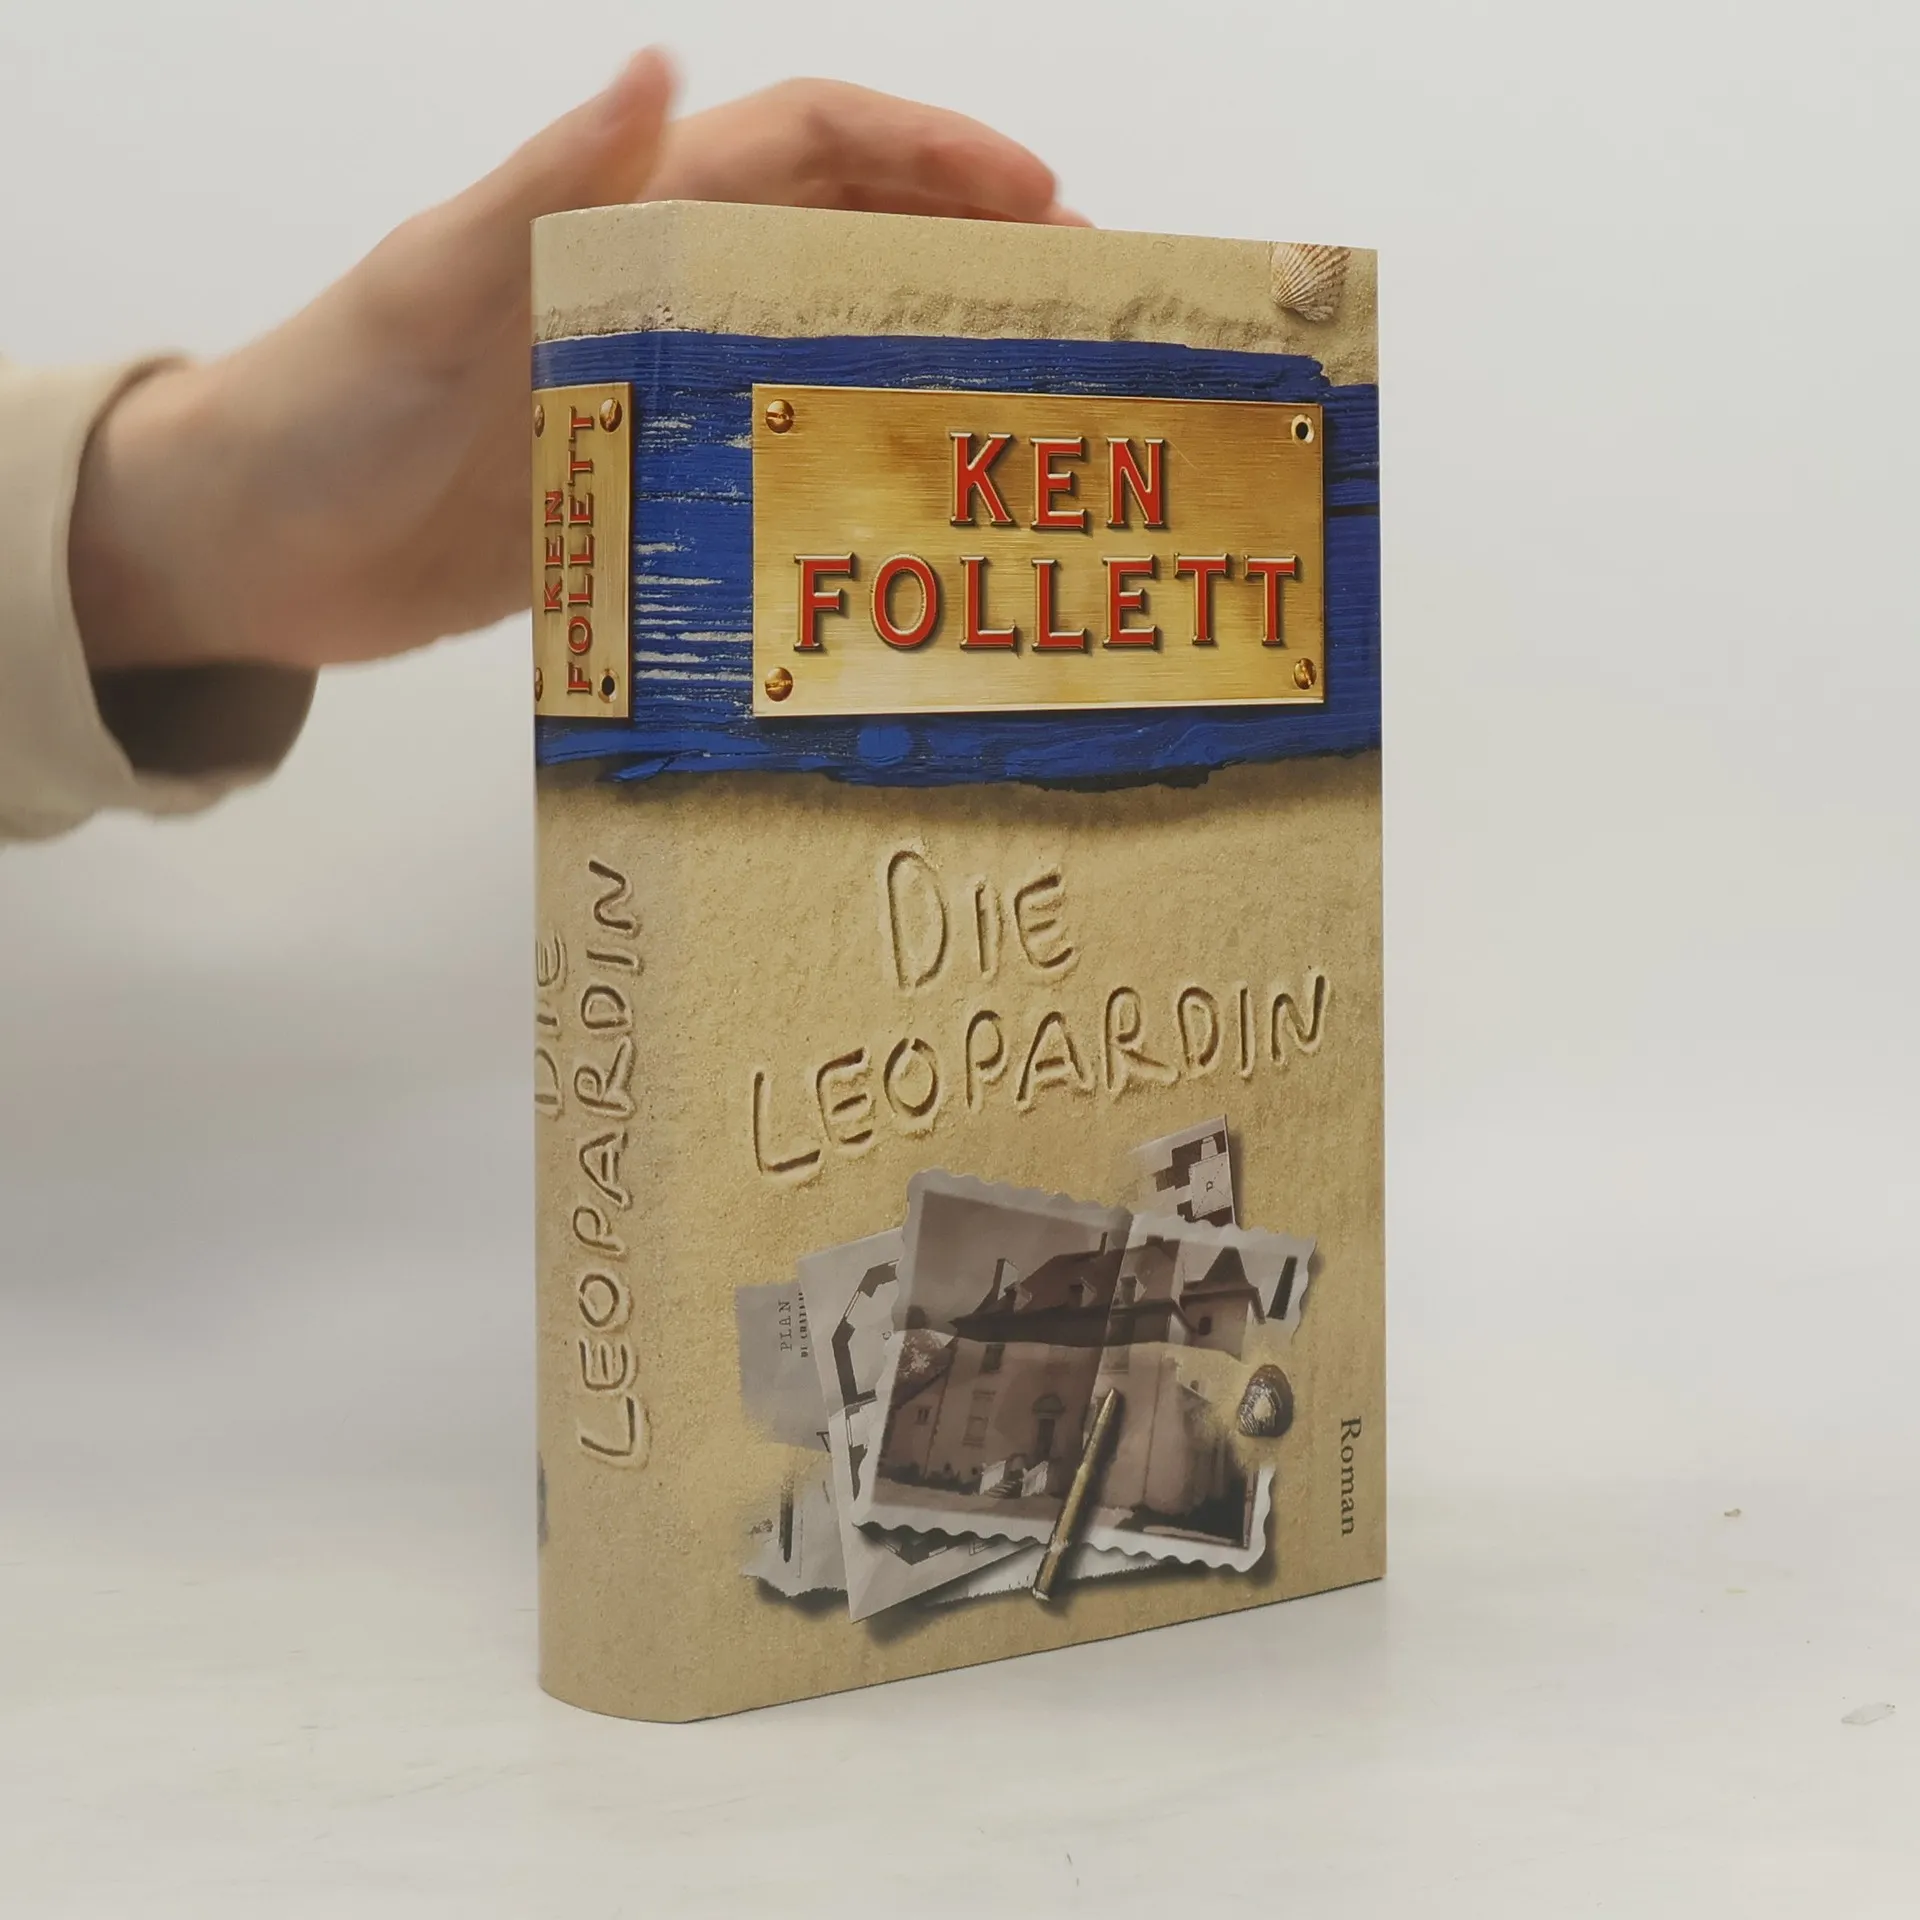 KEN
FOLLETT
KEN
FOLLETT
DIE
LEOPARDIN
DIE
LEOPARDIN
PLAN
Roman